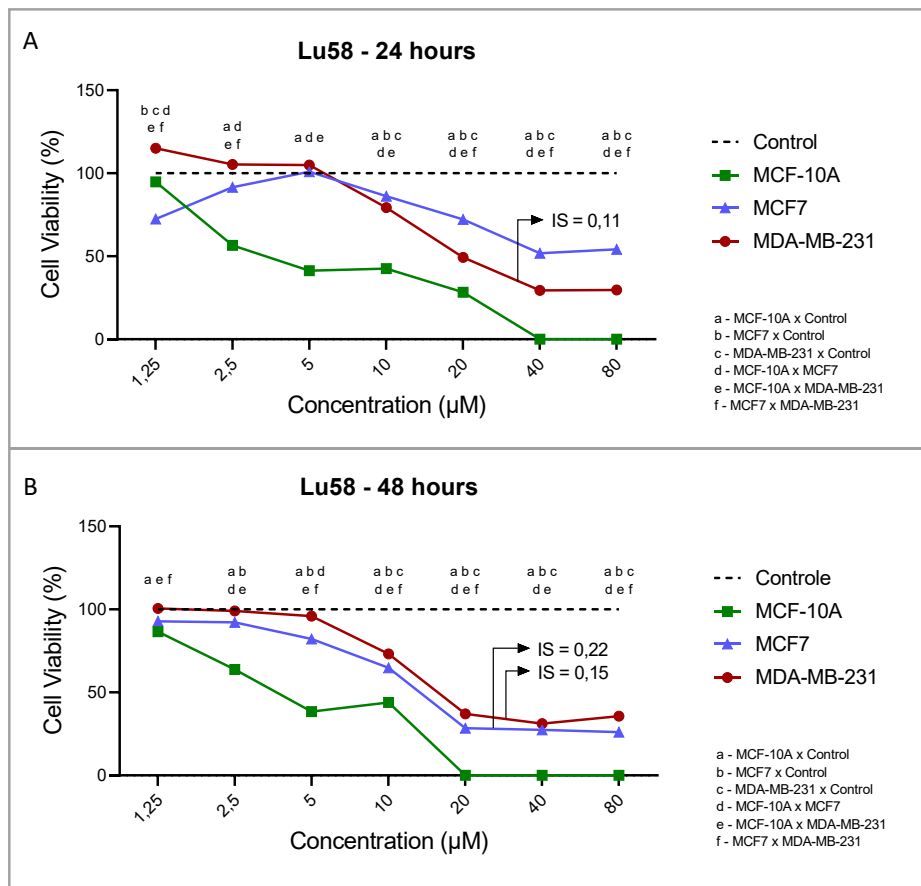 A
Lu58 - 24 hours
Cell Viability (%)
150
100
50
0
b c d
e f
a d
e f
a d e
a b c
d e
a b c
d e f
a b c
d e f
a b c
d e f
IS = 0,11
1,25
2,5
5
10
20
40
80
Concentration (µM)
Control
MCF-10A
MCF7
MDA-MB-231
a - MCF-10A x Control
b - MCF7 x Control
c - MDA-MB-231 x Control
d - MCF-10A x MCF7
e - MCF-10A x MDA-MB-231
f - MCF7 x MDA-MB-231
B
Lu58 - 48 hours
Cell Viability (%)
150
100
50
0
a e f
a b
d e
a b d
e f
a b c
d e f
a b c
d e f
a b c
d e
a b c
d e f
IS = 0,22
IS = 0,15
1,25
2,5
5
10
20
40
80
Concentration (µM)
Controle
MCF-10A
MCF7
MDA-MB-231
a - MCF-10A x Control
b - MCF7 x Control
c - MDA-MB-231 x Control
d - MCF-10A x MCF7
e - MCF-10A x MDA-MB-231
f - MCF7 x MDA-MB-231